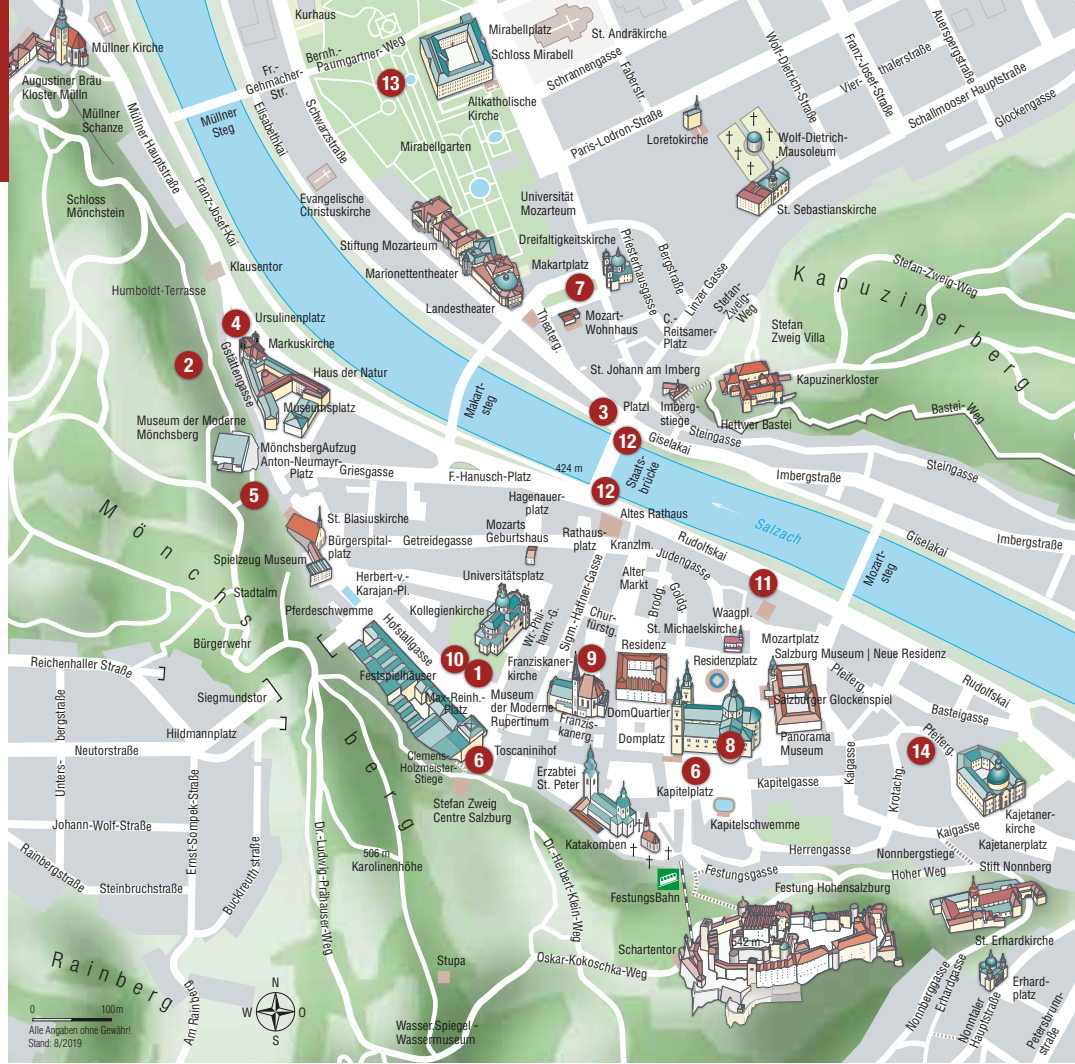 Kurhaus
Müllner Kirche
Augustiner Bräu
Kloster Mülln
Müllner
Schanze
Müllner Hauptstraße
Müllner
Steg
Fr.-
Gehmacher-
Str.
Bernh.-
Paumgartner-Weg
Elisabethkai
Schwarzstraße
13
Mirabellplatz
Schloss Mirabell
St. Andräkirche
Schrannengasse
Faberstr.
Altkatholische
Kirche
Paris-Lodron-Straße
Wolf-Dietrich-Straße
Franz-Josef-Straße
Vier-
thalerstraße
Auerspergstraße
Schallmooser Hauptstraße
Glockengasse
Loretokirche
Wolf-Dietrich-
Mausoleum
St. Sebastianskirche
Mirabellgarten
Evangelische
Christuskirche
Schloss
Mönchstein
Franz-Josef-Kai
Klausentor
Humboldt-Terrasse
Stiftung Mozarteum
Marionettentheater
Landestheater
Universität
Mozarteum
Dreifaltigkeitskirche
Makartplatz
7
Theaterg.
Mozart-
Wohnhaus
Priesterhausgasse
Bergstraße
Linzer Gasse
C.-
Reitsamer-
Platz
Stefan-
Zweig-
Weg
Stefan
Zweig Villa
Stefan-Zweig-Weg
Kapuzinerberg
Kapuzinerkloster
Hettwer Bastei
Bastei-Weg
St. Johann am Imberg
Imberg-
stiege
Steingasse
Steingasse
3
Platzl
12
Giselakai
Imbergstraße
Giselakai
Imbergstraße
4
Ursulinenplatz
Markuskirche
Gstättengasse
Haus der Natur
2
Museumsplatz
Museum der Moderne
Mönchsberg
MönchsbergAufzug
Anton-Neumayr-
Platz
5
Griesgasse
F.-Hanusch-Platz
Makart-
steg
424 m
Staats-
brücke
12
Salzach
Mozart-
steg
Mönchsberg
St. Blasiuskirche
Bürgerspital-
platz
Spielzeug Museum
Getreidegasse
Mozarts
Geburtshaus
Hagenauer-
platz
Rathaus-
platz
Altes Rathaus
Kranzlm.
Rudolfskai
Judengasse
Alter
Markt
Brodg.
Goldg.
Waagpl.
11
St. Michaelskirche
Mozartplatz
Salzburg Museum | Neue Residenz
Residenzplatz
Residenz
Salzburger Glockenspiel
Pfeiferg.
Rudolfskai
Basteigasse
Pfeiferg.
14
Stadtalm
Bürgerwehr
Pferdeschwemme
Herbert-v.-
Karajan-Pl.
Hofstallgasse
Universitätsplatz
Kollegienkirche
Wr.-Phil-
harm.-G.
Sigm.-Haffner-Gasse
Chur-
fürstg.
10
1
9
Festspielhäuser
Max-Reinh.-
Platz
Franziskaner-
kirche
Museum
der Moderne
Rupertinum
Franzis-
kanerg.
DomQuartier
Domplatz
8
Panorama
Museum
Reichenhaller Straße
Siegmundstor
Hildmannplatz
Neutorstraße
Unters-
bergstraße
Johann-Wolf-Straße
Rainbergstraße
Steinbruchstraße
Ernst-Sompek-Straße
Buckreuthstraße
Clemens-
Holzmeister-
Stiege
6
Toscaninihof
Stefan Zweig
Centre Salzburg
Erzabtei
St. Peter
Katakomben
6
Kapitelplatz
Kapitelschwemme
Kapitelgasse
Kaigasse
Krotachg.
Kaigasse
Kajetaner-
kirche
Kajetanerplatz
Herrengasse
Nonnbergstiege
Hoher Weg
Stift Nonnberg
Festungsgasse
FestungsBahn
Festung Hohensalzburg
542 m
Schartentor
St. Erhardkirche
Erhard-
platz
Nonnberggasse
Erhardgasse
Nonntaler
Hauptstraße
Petersbrunn-
straße
506 m
Karolinenhöhe
Dr.-Ludwig-Prähauser-Weg
Dr.-Herbert-Klein-Weg
Oskar-Kokoschka-Weg
Stupa
Wasser.Spiegel -
Wassermuseum
Rainberg
Am Rainberg
0 100 m
Alle Angaben ohne Gewähr!
Stand: 8/2019
N
W O
S